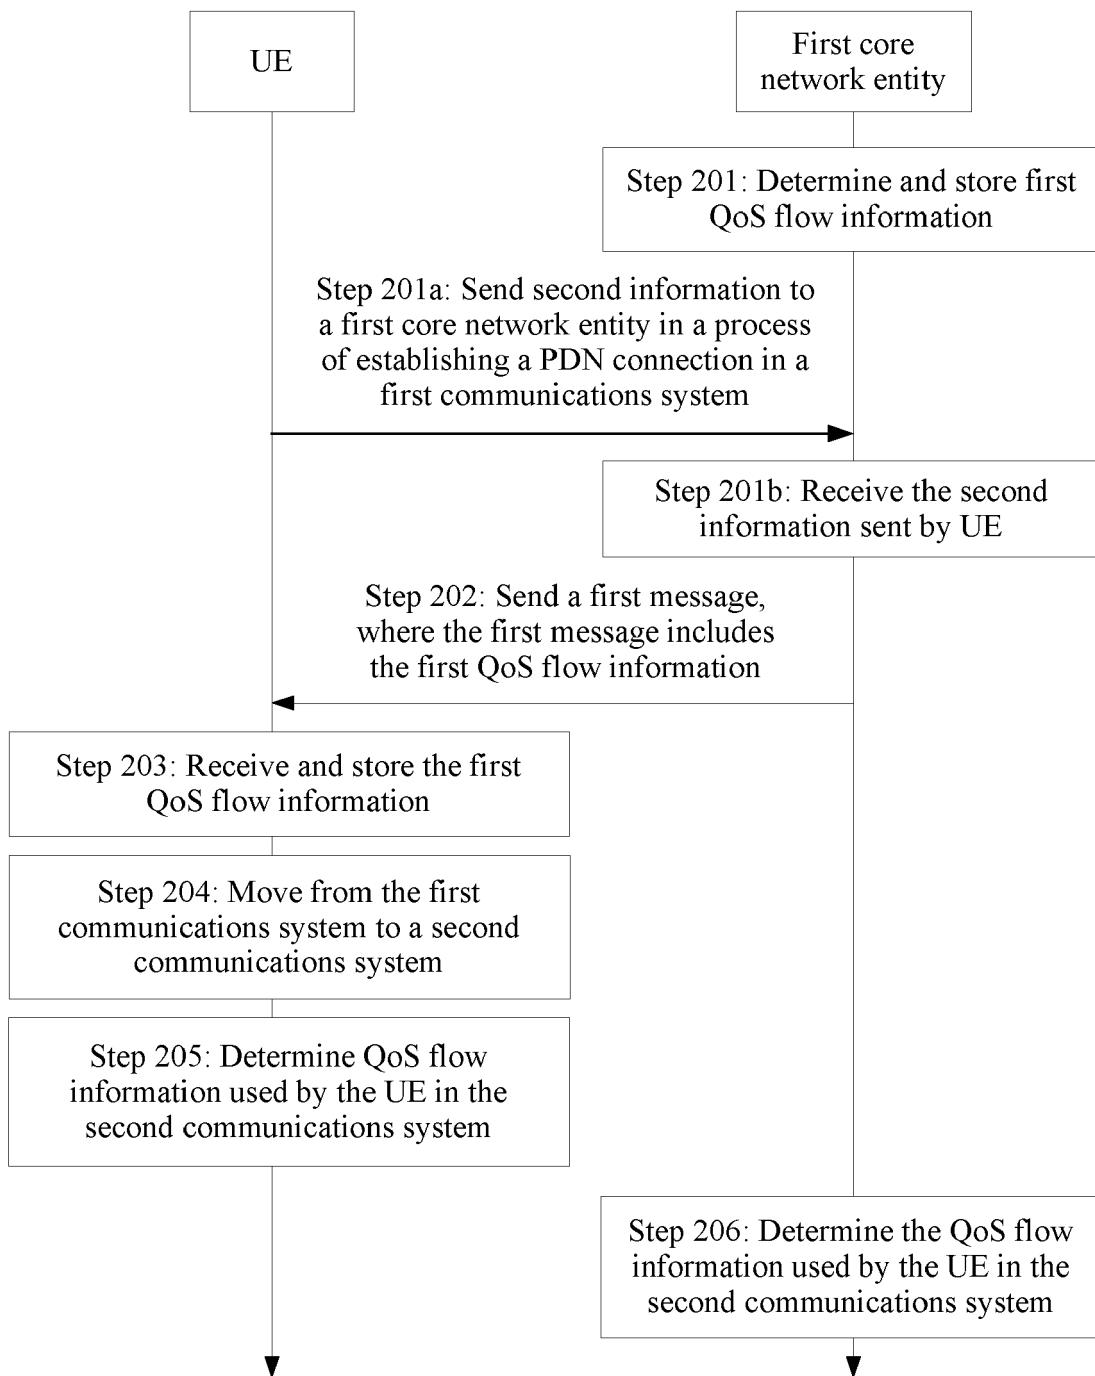 UE
First core
network entity
Step 201: Determine and store first
QoS flow information
Step 201a: Send second information to
a first core network entity in a process
of establishing a PDN connection in a
first communications system
Step 201b: Receive the second
information sent by UE
Step 202: Send a first message,
where the first message includes
the first QoS flow information
Step 203: Receive and store the first
QoS flow information
Step 204: Move from the first
communications system to a second
communications system
Step 205: Determine QoS flow
information used by the UE in the
second communications system
Step 206: Determine the QoS flow
information used by the UE in the
second communications system